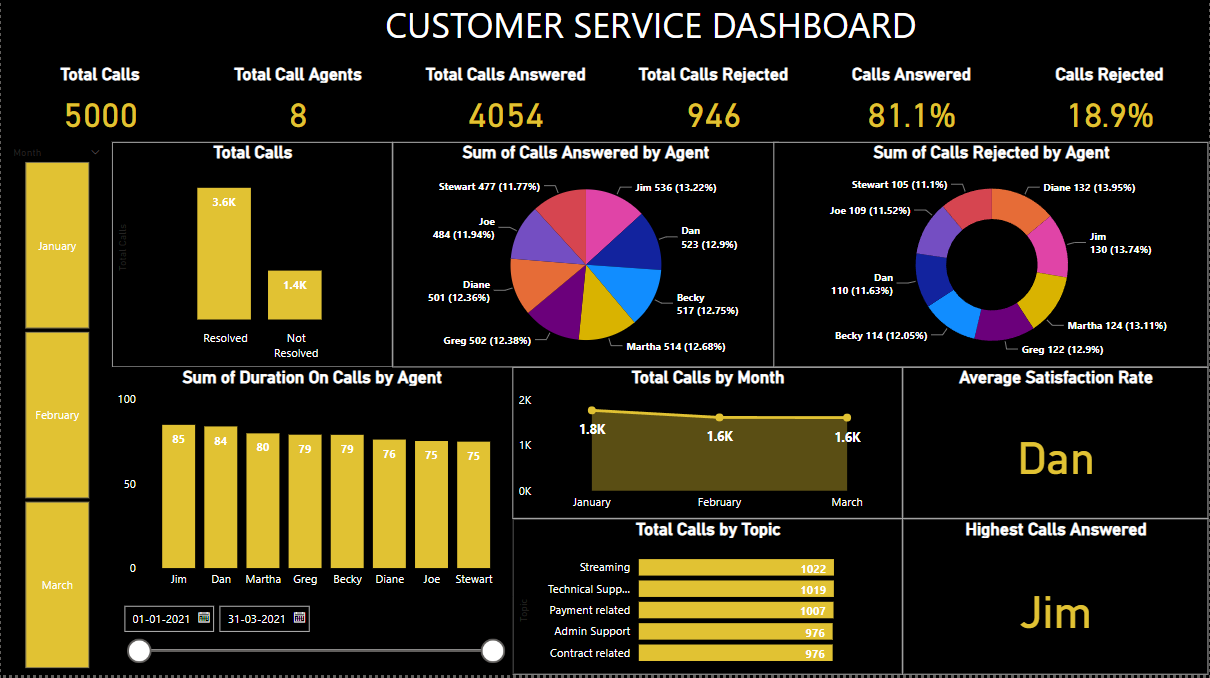 CUSTOMER SERVICE DASHBOARD
Total Calls
5000
Total Call Agents
8
Total Calls Answered
4054
Total Calls Rejected
946
Calls Answered
81.1%
Calls Rejected
18.9%
Month
January
February
March
Total Calls
Total Calls
3.6K
1.4K
Resolved
Not
Resolved
Sum of Calls Answered by Agent
Stewart 477 (11.77%)
Jim 536 (13.22%)
Joe
484 (11.94%)
Dan
523 (12.9%)
Diane
501 (12.36%)
Becky
517 (12.75%)
Greg 502 (12.38%)
Martha 514 (12.68%)
Sum of Calls Rejected by Agent
Stewart 105 (11.1%)
Diane 132 (13.95%)
Joe 109 (11.52%)
Jim
130 (13.74%)
Dan
110 (11.63%)
Martha 124 (13.11%)
Becky 114 (12.05%)
Greg 122 (12.9%)
Sum of Duration On Calls by Agent
100
50
0
85
84
80
79
79
76
75
75
Jim
Dan
Martha
Greg
Becky
Diane
Joe
Stewart
01-01-2021
31-03-2021
Total Calls by Month
2K
1K
0K
1.8K
1.6K
1.6K
January
February
March
Average Satisfaction Rate
Dan
Total Calls by Topic
Topic
Streaming
1022
Technical Supp...
1019
Payment related
1007
Admin Support
976
Contract related
976
Highest Calls Answered
Jim